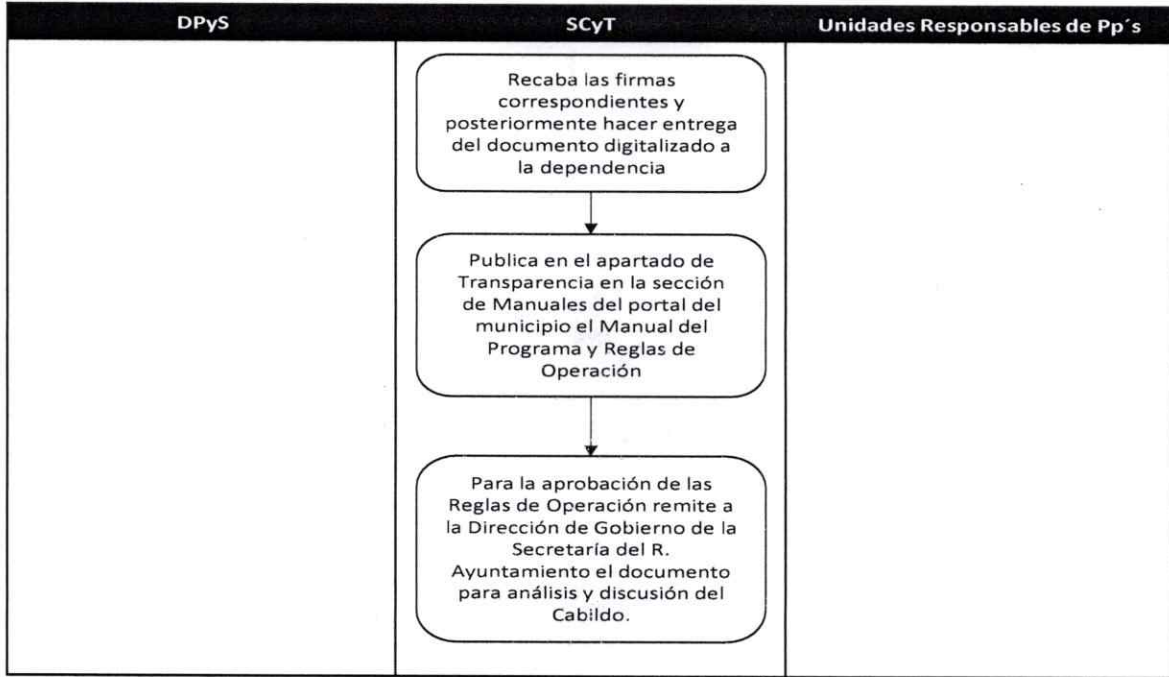 DPyS
SCyT
Unidades Responsables de Pp´s
Recaba las firmas
correspondientes y
posteriormente hacer entrega
del documento digitalizado a
la dependencia
Publica en el apartado de
Transparencia en la sección
de Manuales del portal del
municipio el Manual del
Programa y Reglas de
Operación
Para la aprobación de las
Reglas de Operación remite a
la Dirección de Gobierno de la
Secretaría del R.
Ayuntamiento el documento
para análisis y discusión del
Cabildo.